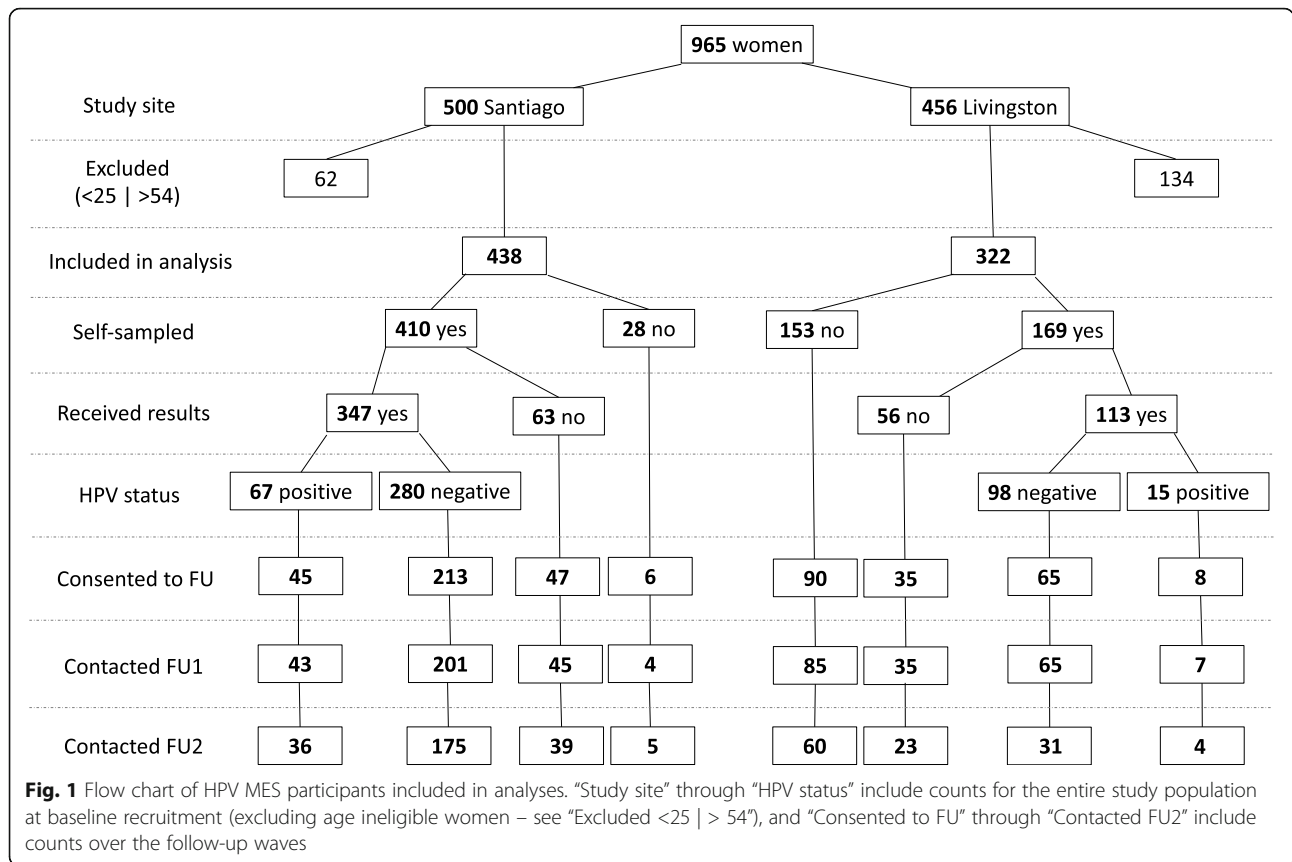 965 women
Study site
500 Santiago
456 Livingston
Excluded
(<25 | >54)
62
134
Included in analysis
438
322
Self-sampled
410 yes
28 no
153 no
169 yes
Received results
347 yes
63 no
56 no
113 yes
HPV status
67 positive
280 negative
98 negative
15 positive
Consented to FU
45
213
47
6
90
35
65
8
Contacted FU1
43
201
45
4
85
35
65
7
Contacted FU2
36
175
39
5
60
23
31
4
Fig. 1 Flow chart of HPV MES participants included in analyses. “Study site” through “HPV status” include counts for the entire study population
at baseline recruitment (excluding age ineligible women – see “Excluded <25 | > 54”), and “Consented to FU” through “Contacted FU2” include
counts over the follow-up waves